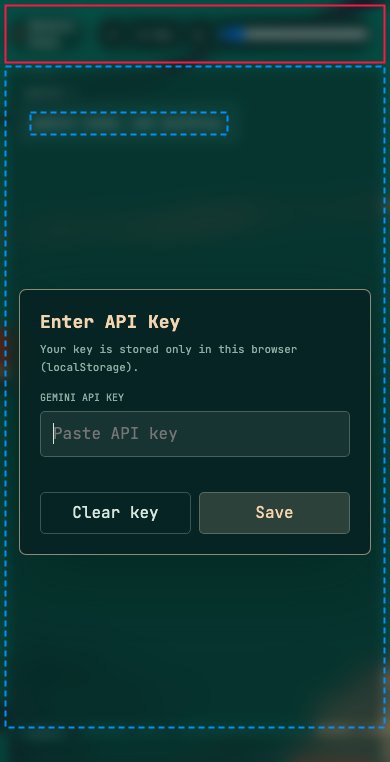 Enter API Key
Your key is stored only in this browser
(localStorage).
GEMINI API KEY
Paste API key
Clear key
Save